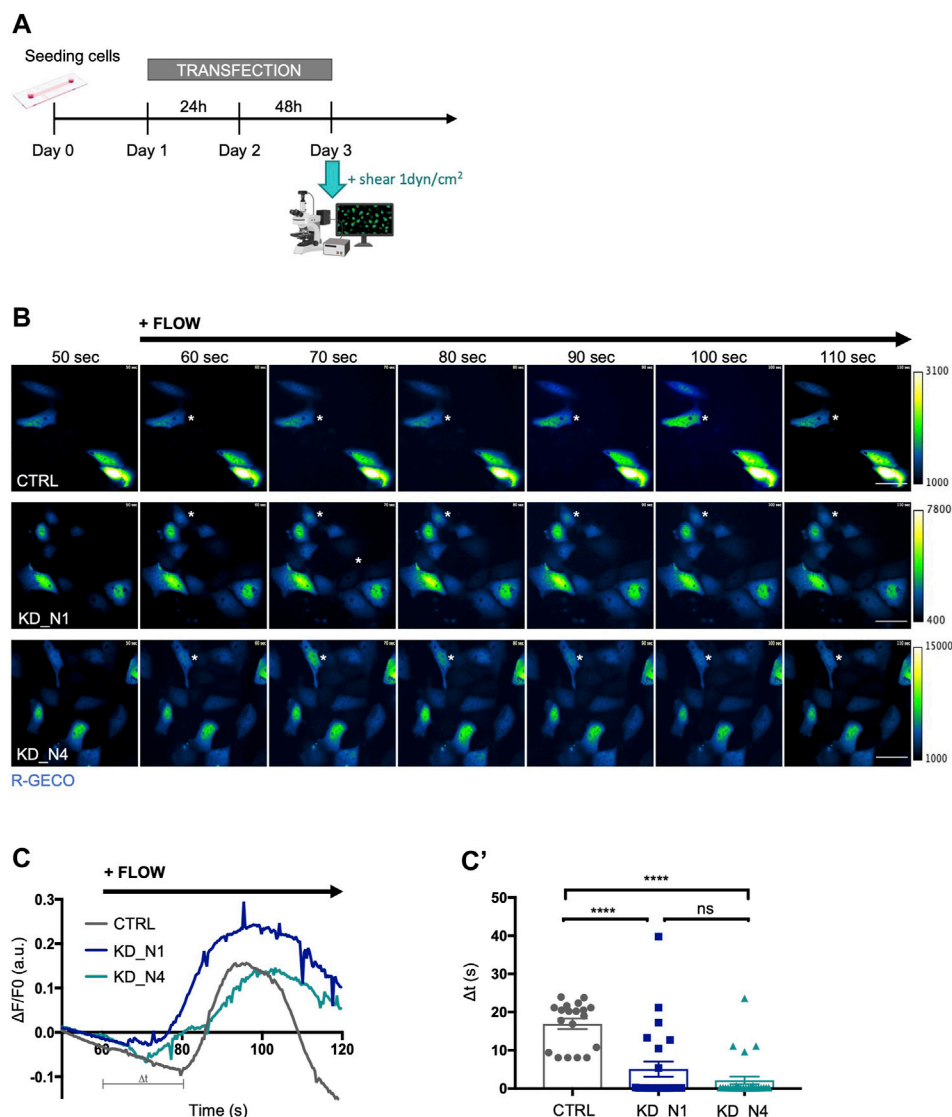 A
Seeding cells
TRANSFECTION
24h 48h
Day 0 Day 1 Day 2 Day 3
+ shear 1dyn/cm²
B
+ FLOW
50 sec 60 sec 70 sec 80 sec 90 sec 100 sec 110 sec
CTRL
3100
1000
KD_N1
7800
400
KD_N4
15000
1000
R-GECO
C
+ FLOW
0.3
0.2
0.1
0.0
-0.1
ΔF/F0 (a.u.)
CTRL
KD_N1
KD_N4
60 80 100 120
Δt
Time (s)
C'
****
**** ns
50
40
30
20
10
0
Δt (s)
CTRL KD_N1 KD_N4